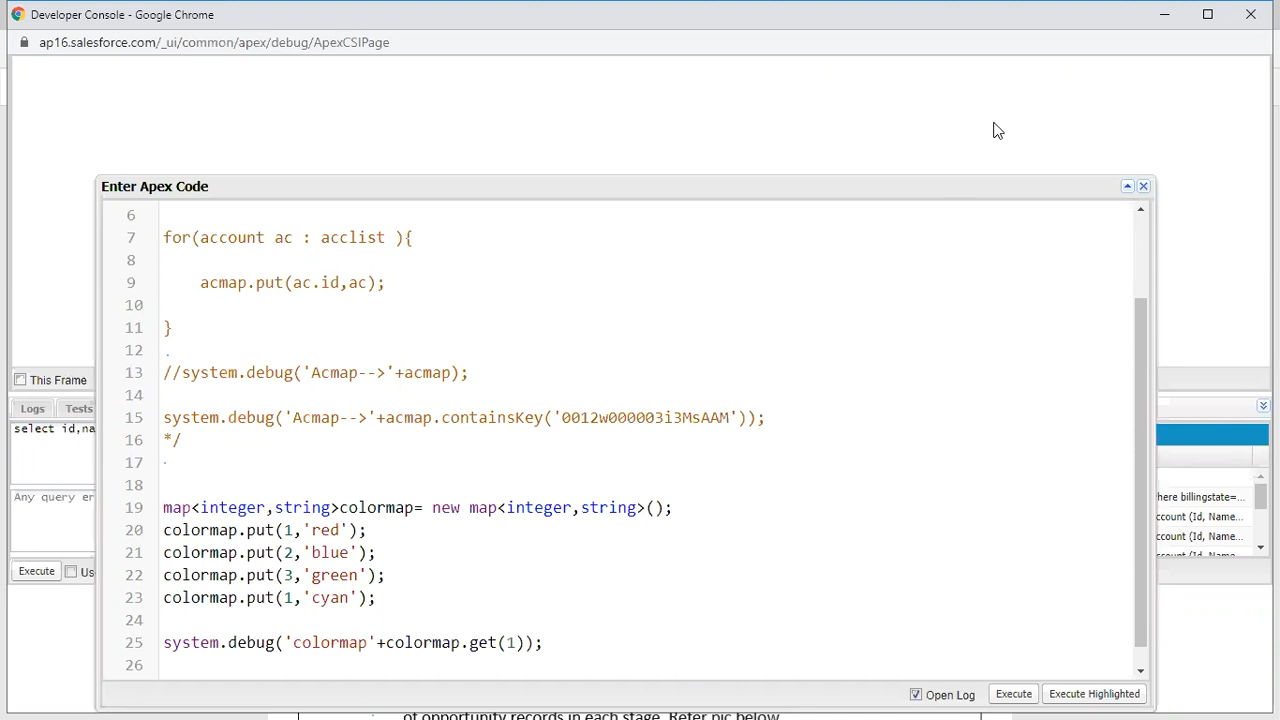 Developer Console - Google Chrome
ap16.salesforce.com/_ui/common/apex/debug/ApexCSIPage
Enter Apex Code
6
7 for(account ac : acclist ){
8
9 acmap.put(ac.id,ac);
10
11 }
12
13 //system.debug('Acmap-->'+acmap);
14
15 system.debug('Acmap-->'+acmap.containsKey('0012w000003i3MsAAM'));
16 */
17
18
19 map<integer,string>colormap= new map<integer,string>();
20 colormap.put(1,'red');
21 colormap.put(2,'blue');
22 colormap.put(3,'green');
23 colormap.put(1,'cyan');
24
25 system.debug('colormap'+colormap.get(1));
26
Open Log Execute Execute Highlighted
This Frame
Logs Tests
select id,na
Any query er
Execute Us
here billingstate=...
ccount (Id, Name...
ccount (Id, Name...
ccount (Id, Name...
of opportunity records in each stage. Refer pic below